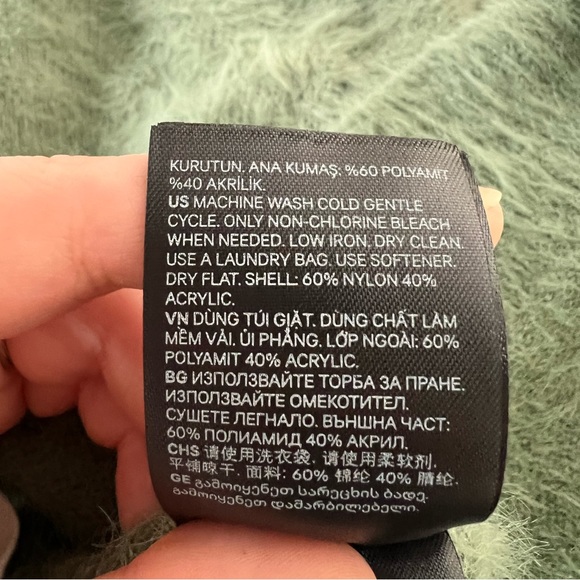 KURUTUN. ANA KUMAŞ: %60 POLYAMIT
%40 AKRİLİK.
US MACHINE WASH COLD GENTLE
CYCLE. ONLY NON-CHLORINE BLEACH
WHEN NEEDED. LOW IRON. DRY CLEAN.
USE A LAUNDRY BAG. USE SOFTENER.
DRY FLAT. SHELL: 60% NYLON 40%
ACRYLIC.
VN DÙNG TÚI GIẶT. DÙNG CHẤT LÀM
MỀM VẢI. ỦI PHẲNG. LỚP NGOÀI: 60%
POLYAMIT 40% ACRYLIC.
BG ИЗПОЛЗВАЙТЕ ТОРБА ЗА ПРАНЕ.
ИЗПОЛЗВАЙТЕ ОМЕКОТИТЕЛ.
СУШЕТЕ ЛЕГНАЛО. ВЪНШНА ЧАСТ:
60% ПОЛИАМИД 40% АКРИЛ.
CHS 请使用洗衣袋. 请使用柔软剂.
平铺晾干. 面料: 60% 锦纶 40% 腈纶.
GE გამოიყენეთ სარეცხის ბადე.
გამოიყენეთ დამარბილებელი.